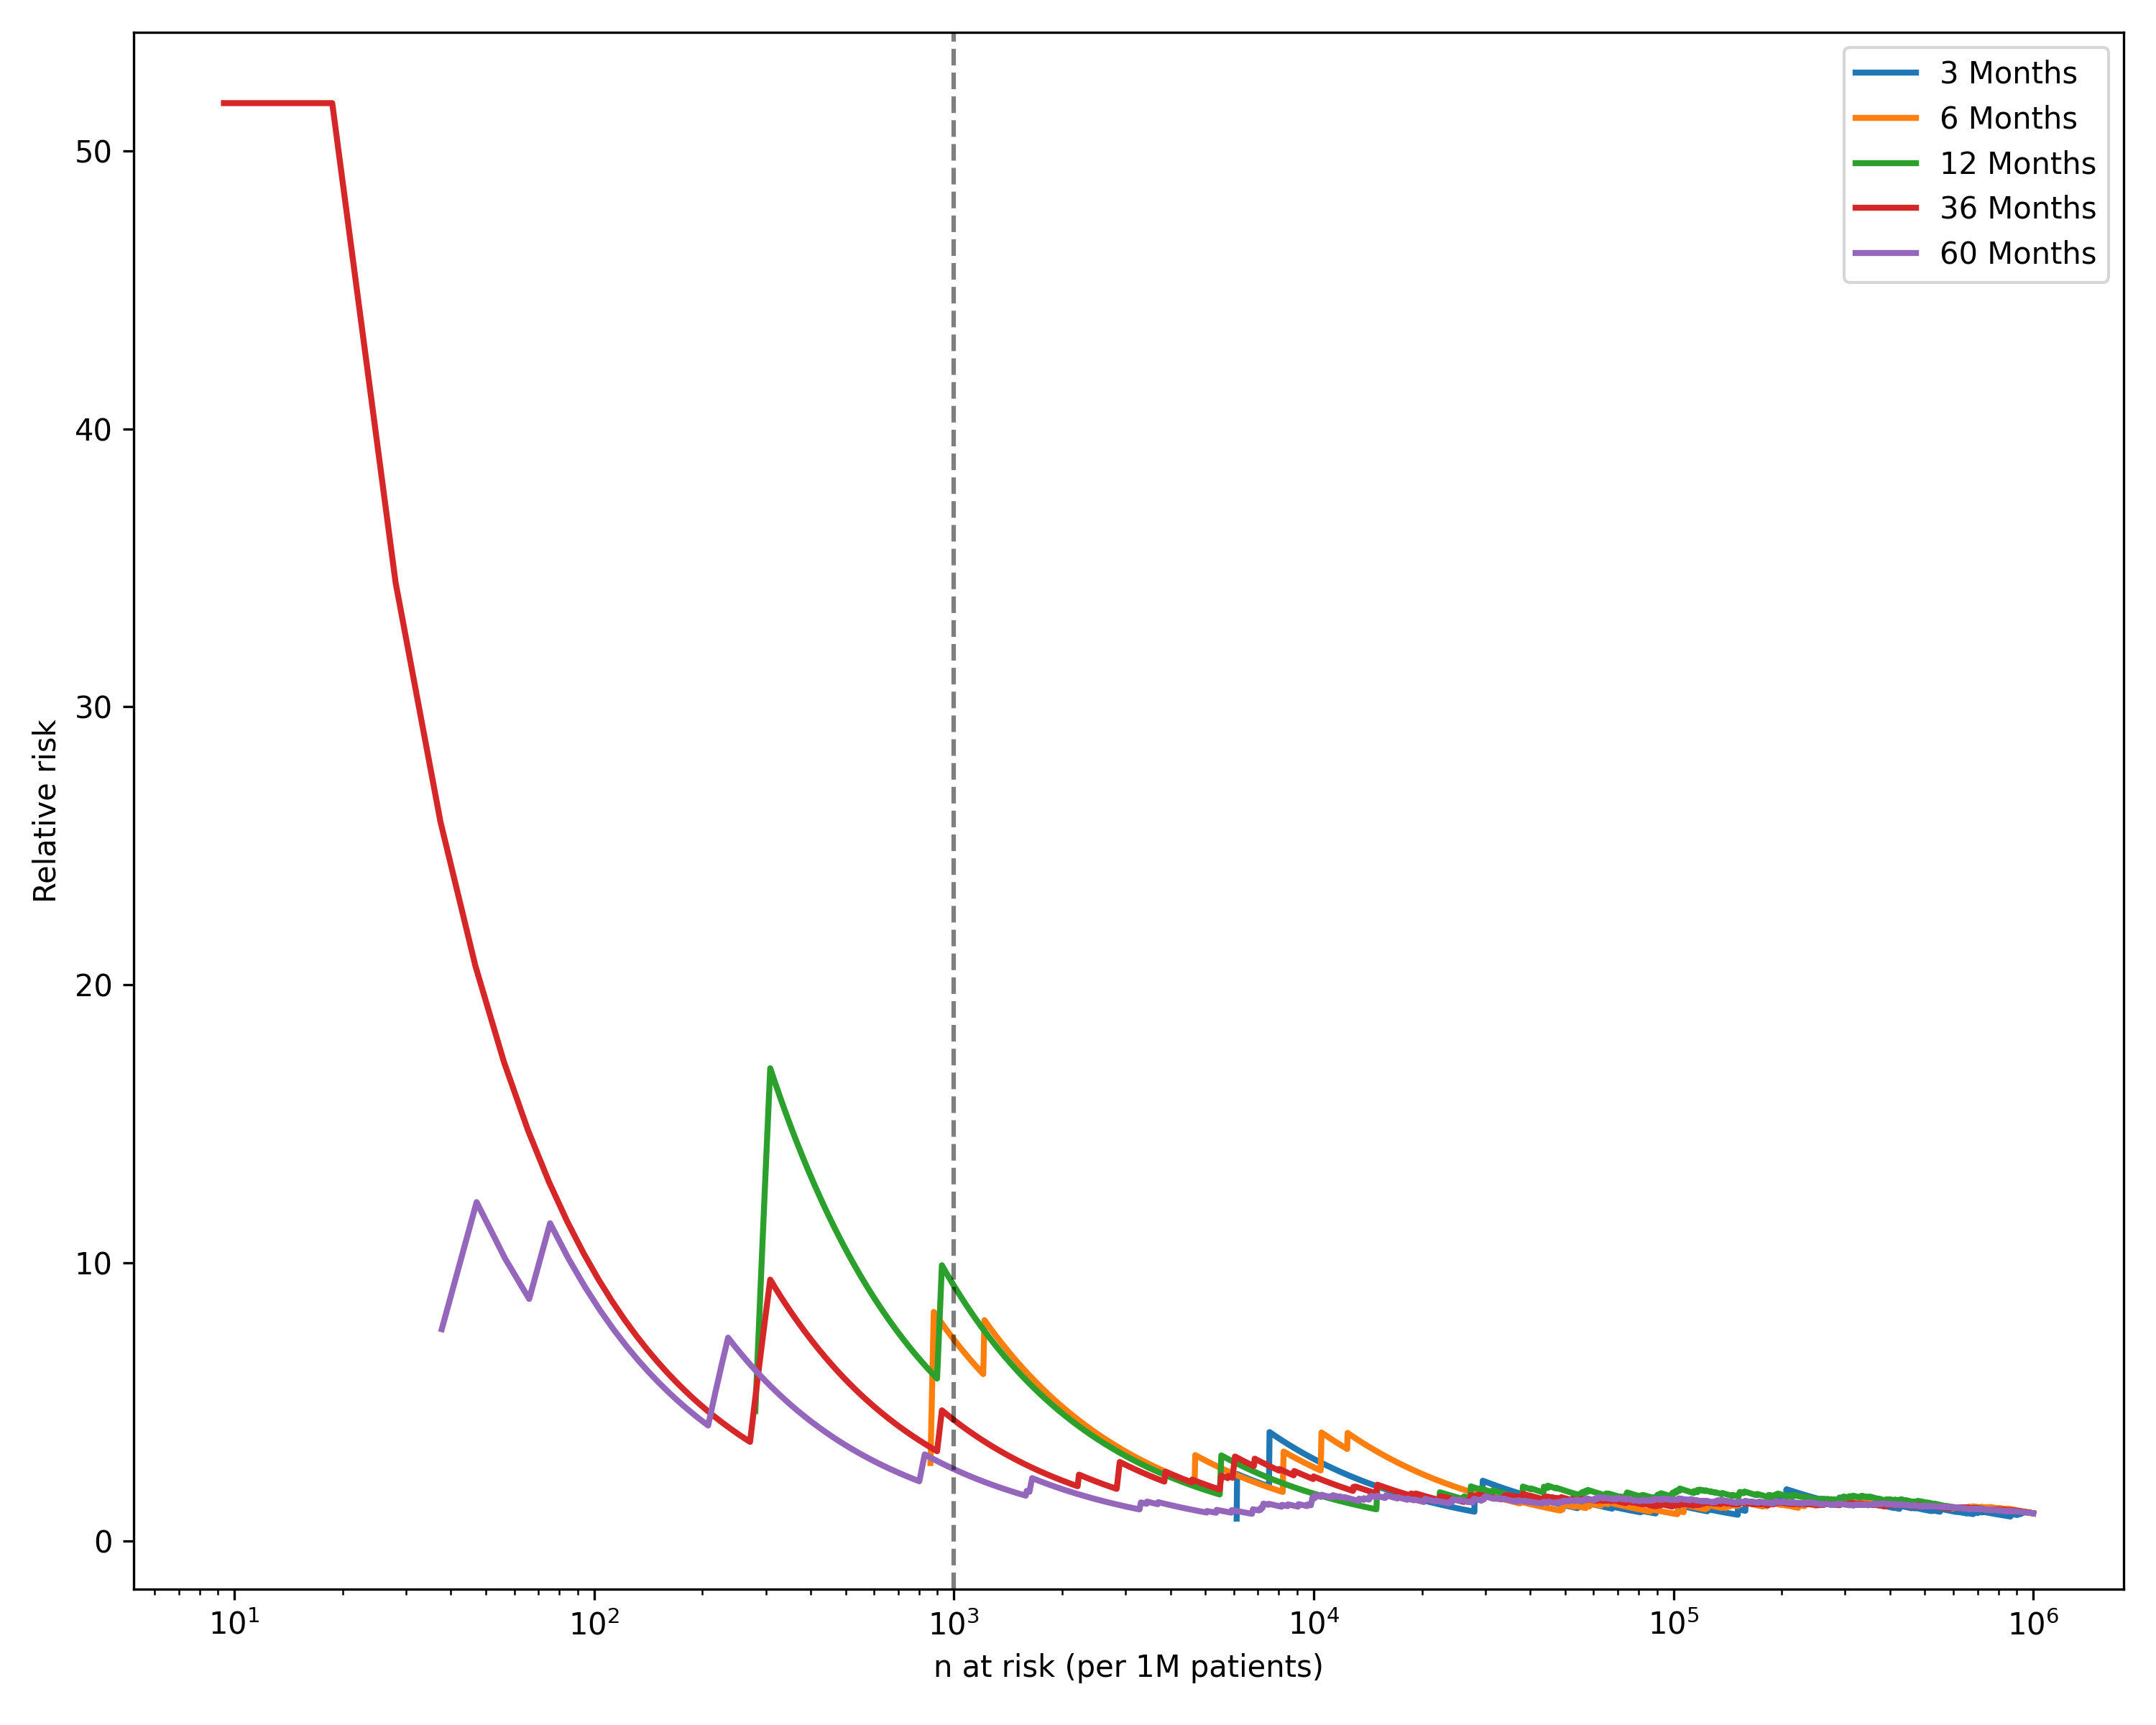 3 Months
6 Months
12 Months
36 Months
60 Months
Relative risk
50
40
30
20
10
0
10¹
10²
10³
10⁴
10⁵
10⁶
n at risk (per 1M patients)